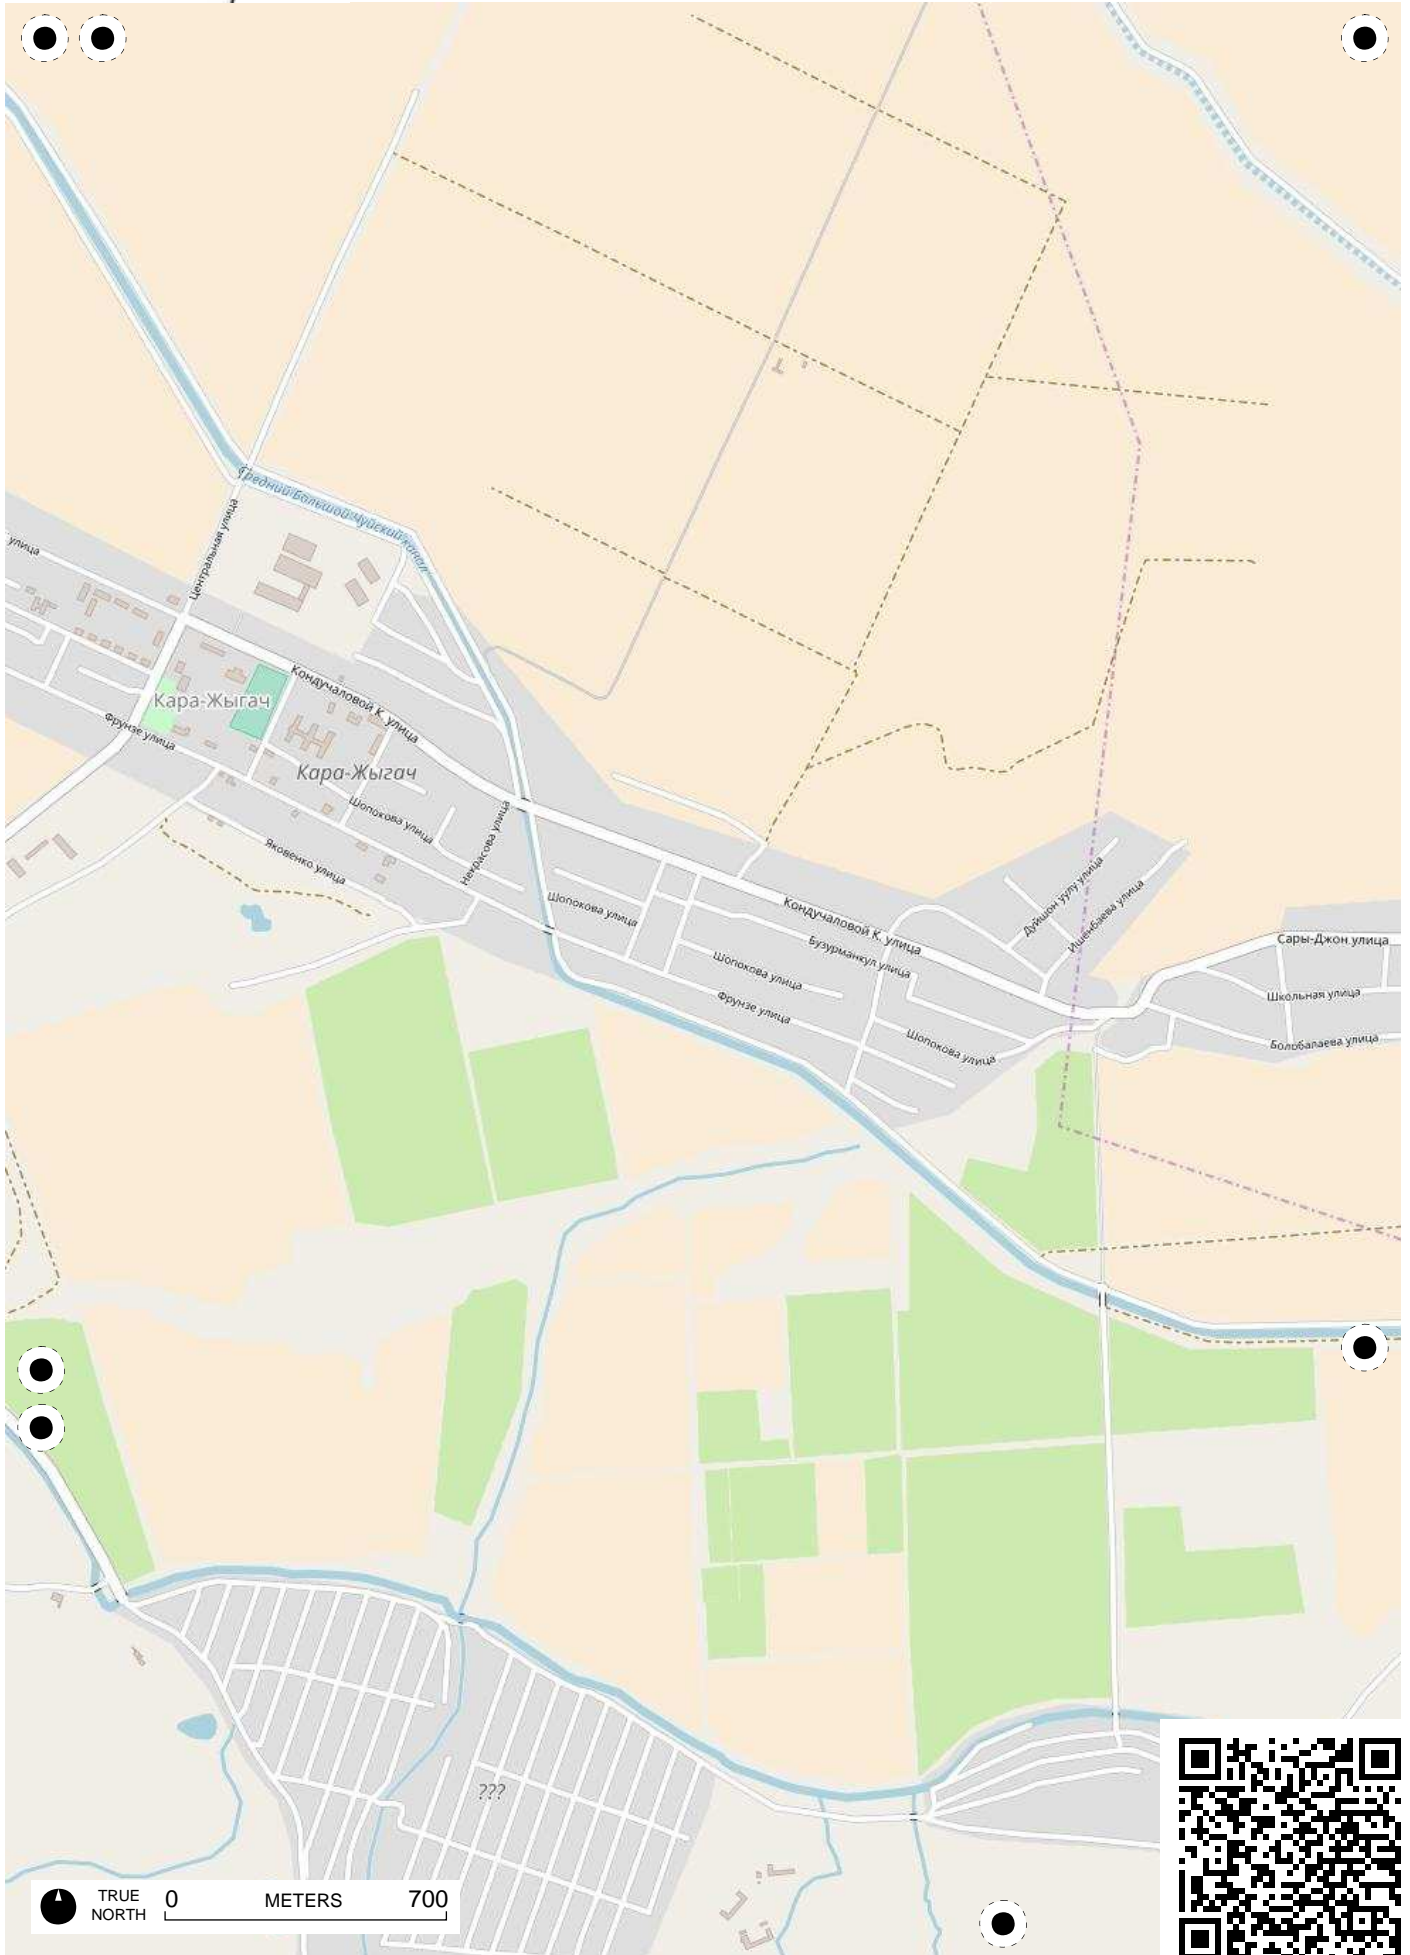 Средний Большой Чуйский канал
Центральная улица
улица
Кара-Жыгач
Кондучаловой К. улица
Фрунзе улица
Кара-Жыгач
Шопокова улица
Некрасова улица
Яковенко улица
Шопокова улица
Кондучаловой К. улица
Дуйшон уулу улица
Ишенбаева улица
Бузурманкул улица
Сары-Джон улица
Шопокова улица
Школьная улица
Фрунзе улица
Шопокова улица
Болобалаева улица
???
TRUE NORTH
0 METERS 700